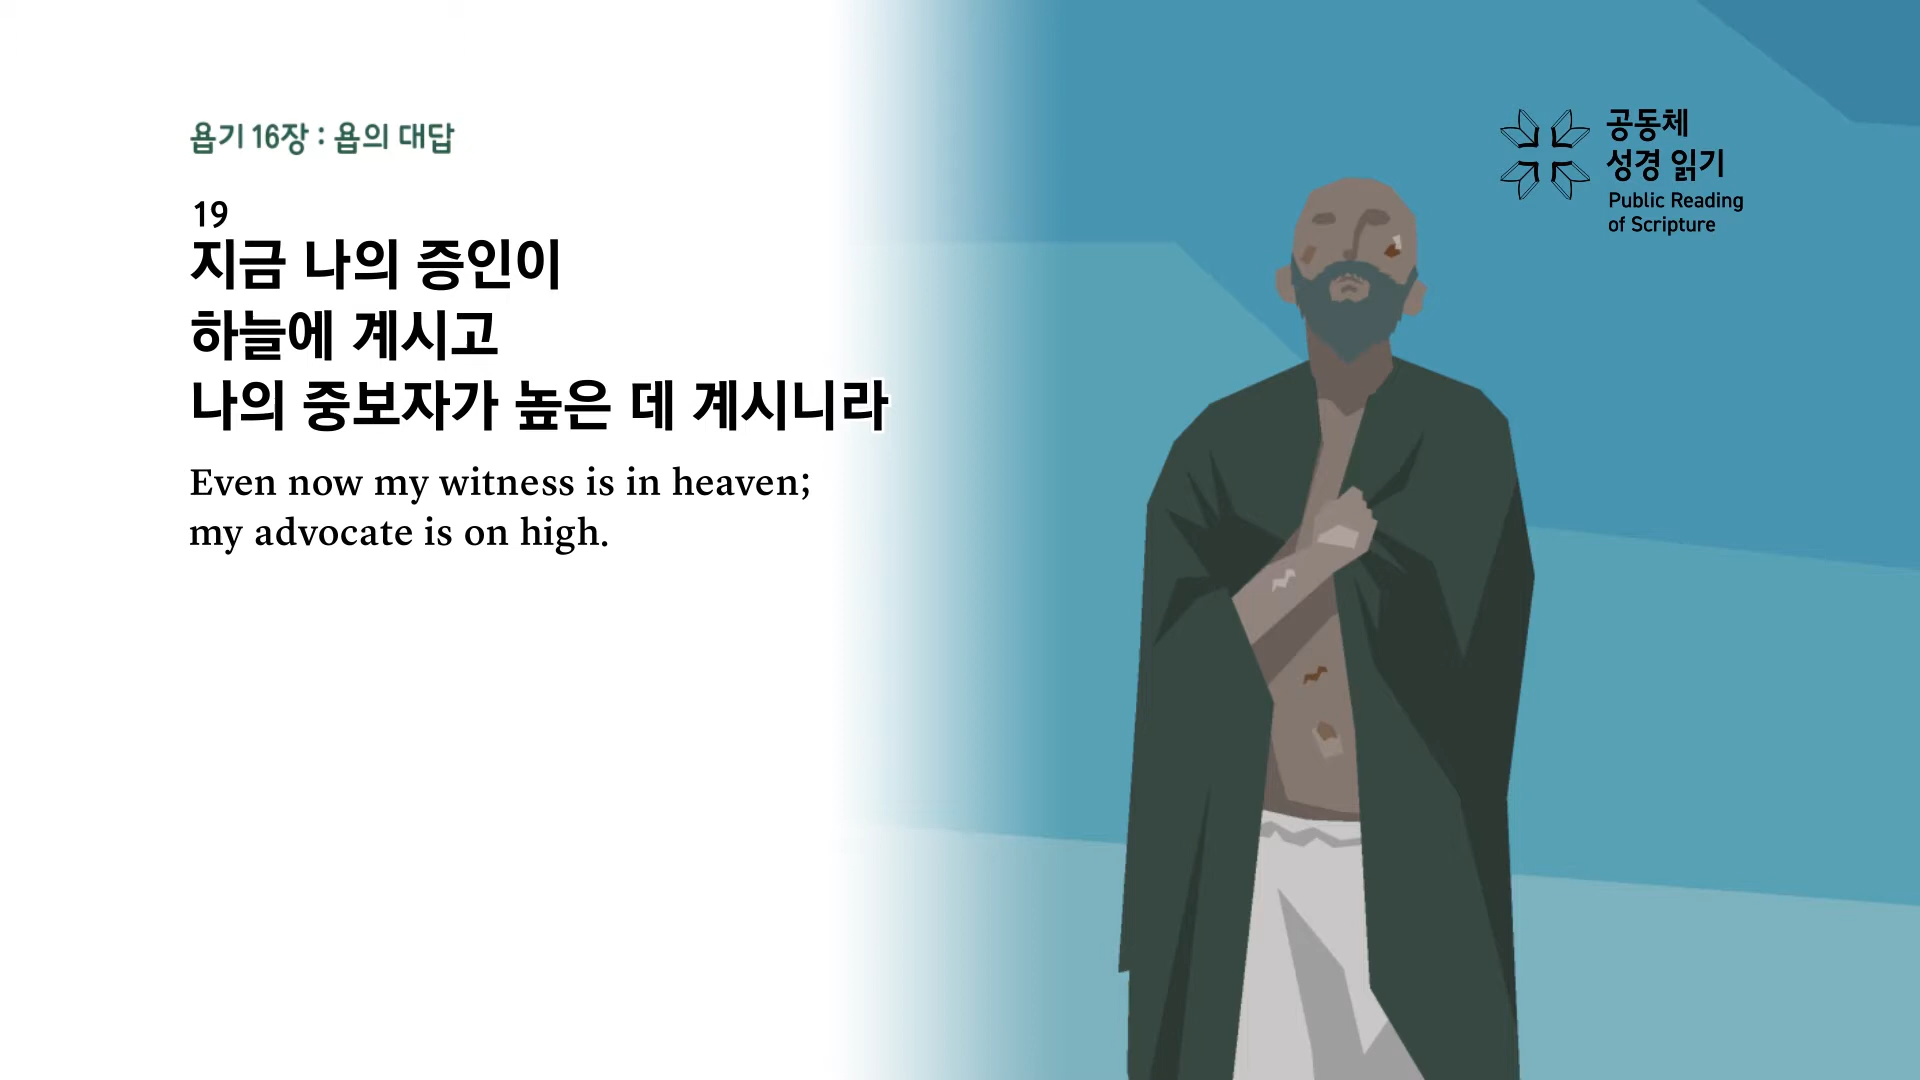 욥기 16장 : 욥의 대답
19
지금 나의 증인이
하늘에 계시고
나의 중보자가 높은 데 계시니라
Even now my witness is in heaven;
my advocate is on high.
공동체
성경 읽기
Public Reading
of Scripture